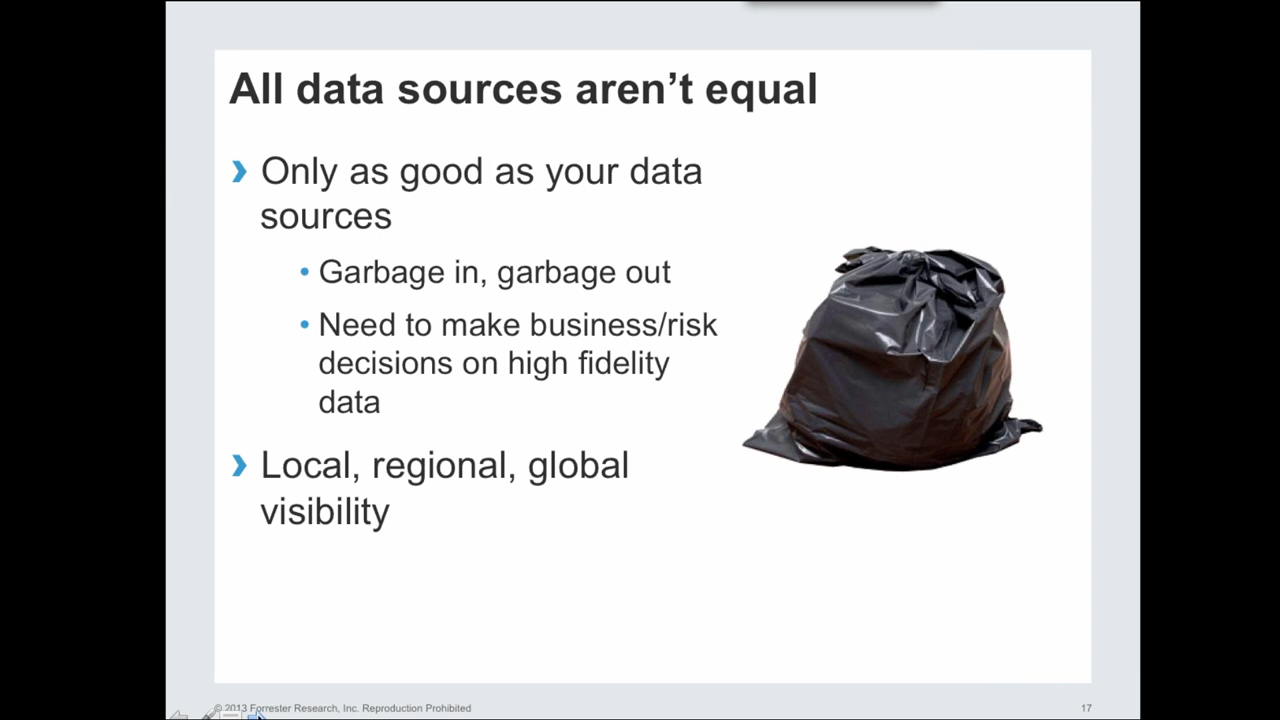 All data sources aren’t equal
› Only as good as your data
sources
• Garbage in, garbage out
• Need to make business/risk
decisions on high fidelity
data
› Local, regional, global
visibility
© 2013 Forrester Research, Inc. Reproduction Prohibited
17